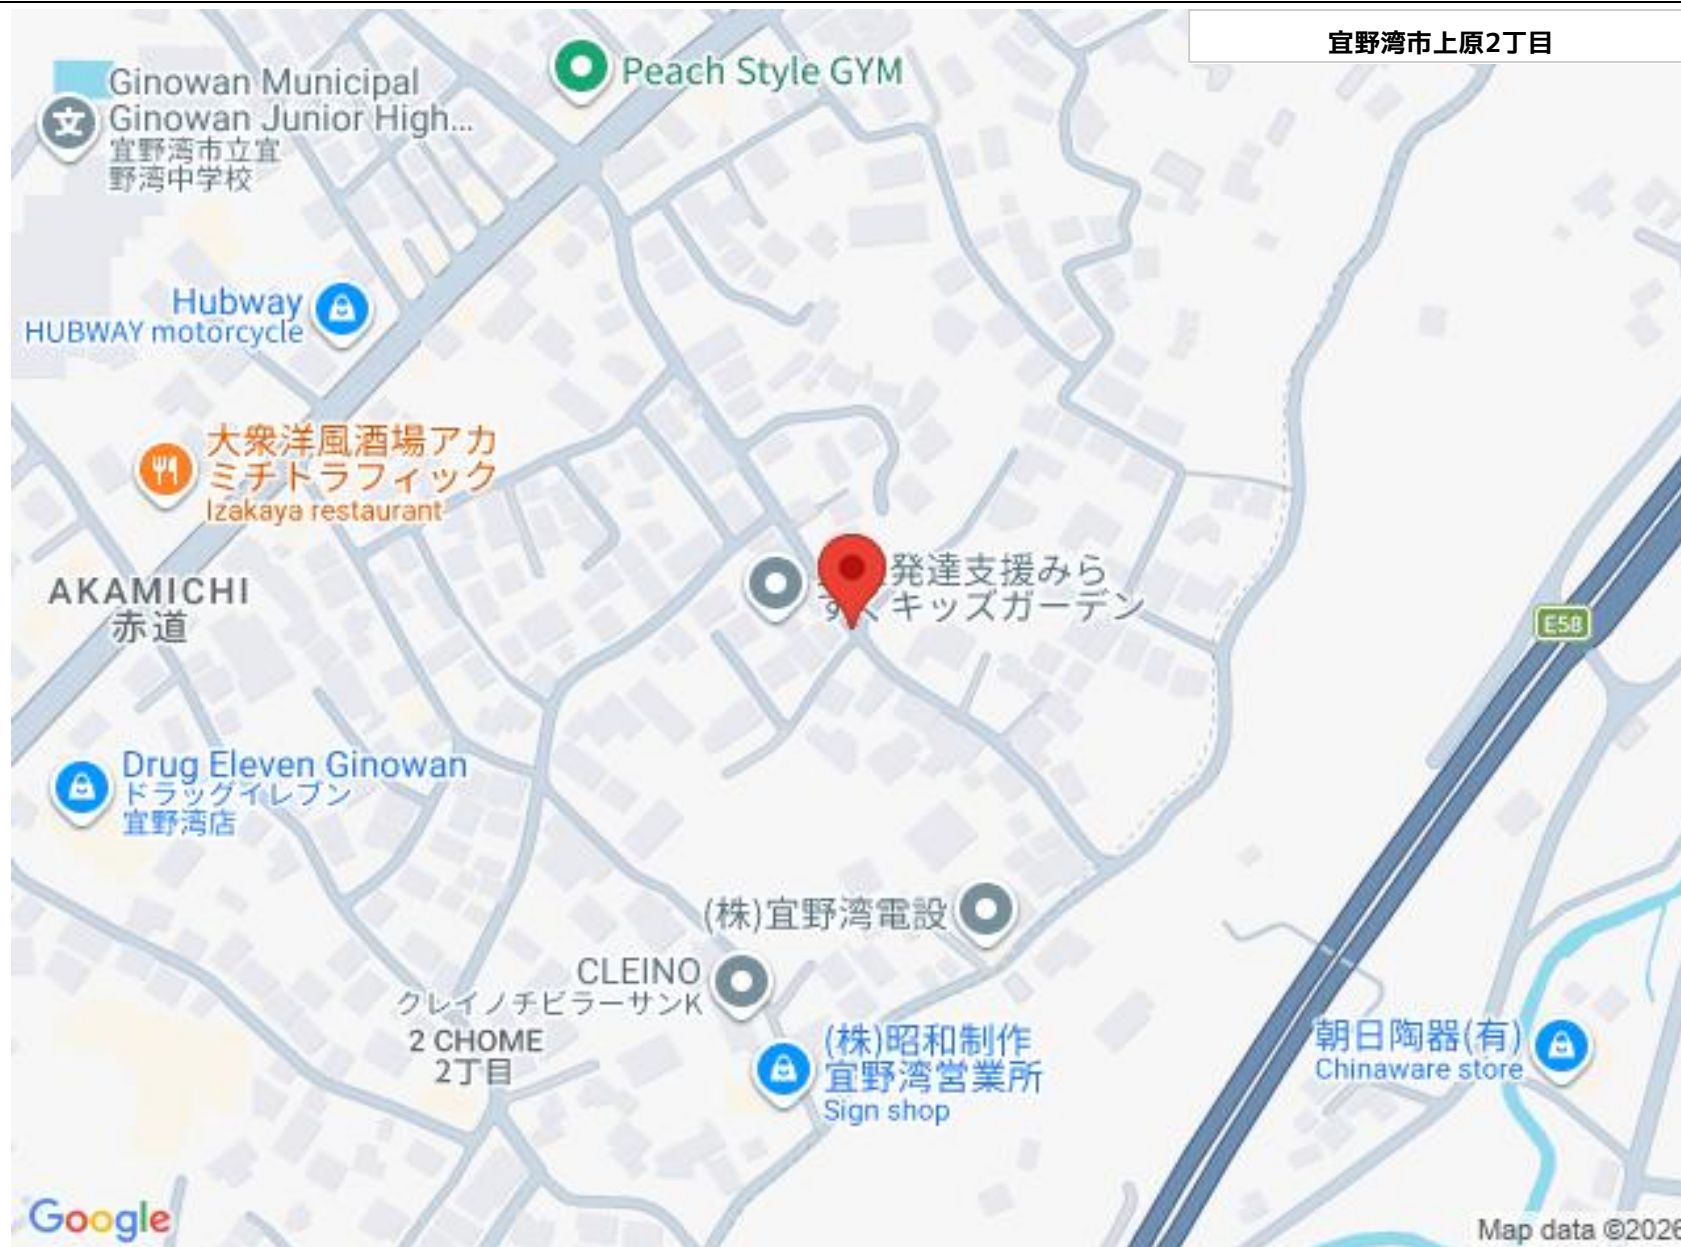 宜野湾市上原2丁目
Peach Style GYM
Ginowan Municipal
Ginowan Junior High...
宜野湾市立宜
野湾中学校
Hubway
HUBWAY motorcycle
大衆洋風酒場アカ
ミチトラフィック
Izakaya restaurant
AKAMICHI
赤道
発達支援みら
キッズガーデン
E58
Drug Eleven Ginowan
ドラッグイレブン
宜野湾店
(株)宜野湾電設
CLEINO
クレイノチビラーサンK
2 CHOME
2丁目
(株)昭和制作
宜野湾営業所
Sign shop
朝日陶器(有)
Chinaware store
Google
Map data ©2026